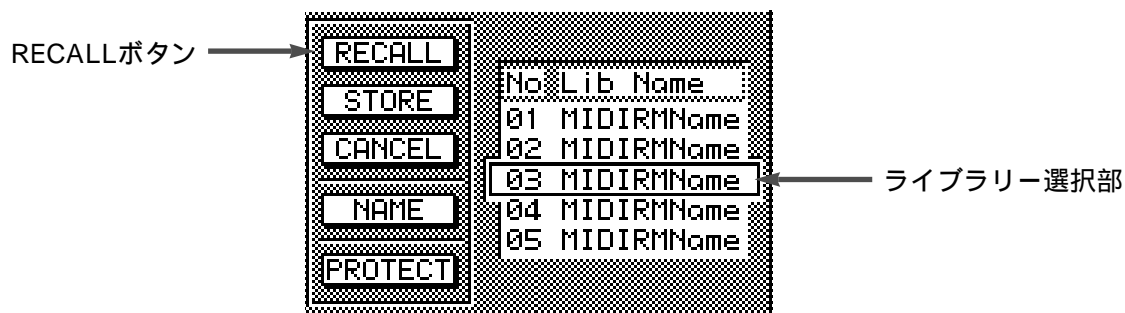 RECALLボタン
RECALL
STORE
CANCEL
NAME
PROTECT
No Lib Name
01 MIDIRMName
02 MIDIRMName
03 MIDIRMName
04 MIDIRMName
05 MIDIRMName
ライブラリー選択部